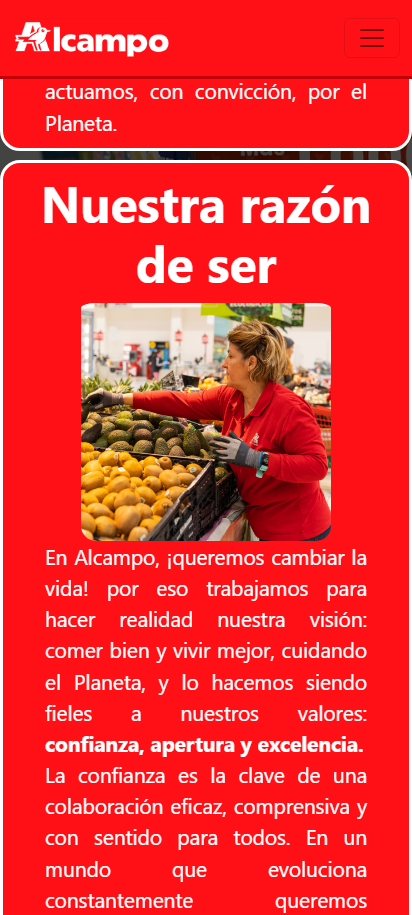 Alcampo
actuamos, con convicción, por el
Planeta.
Nuestra razón
de ser
En Alcampo, ¡queremos cambiar la
vida! por eso trabajamos para
hacer realidad nuestra visión:
comer bien y vivir mejor, cuidando
el Planeta, y lo hacemos siendo
fieles a nuestros valores:
confianza, apertura y excelencia.
La confianza es la clave de una
colaboración eficaz, comprensiva y
con sentido para todos. En un
mundo que evoluciona
constantemente queremos